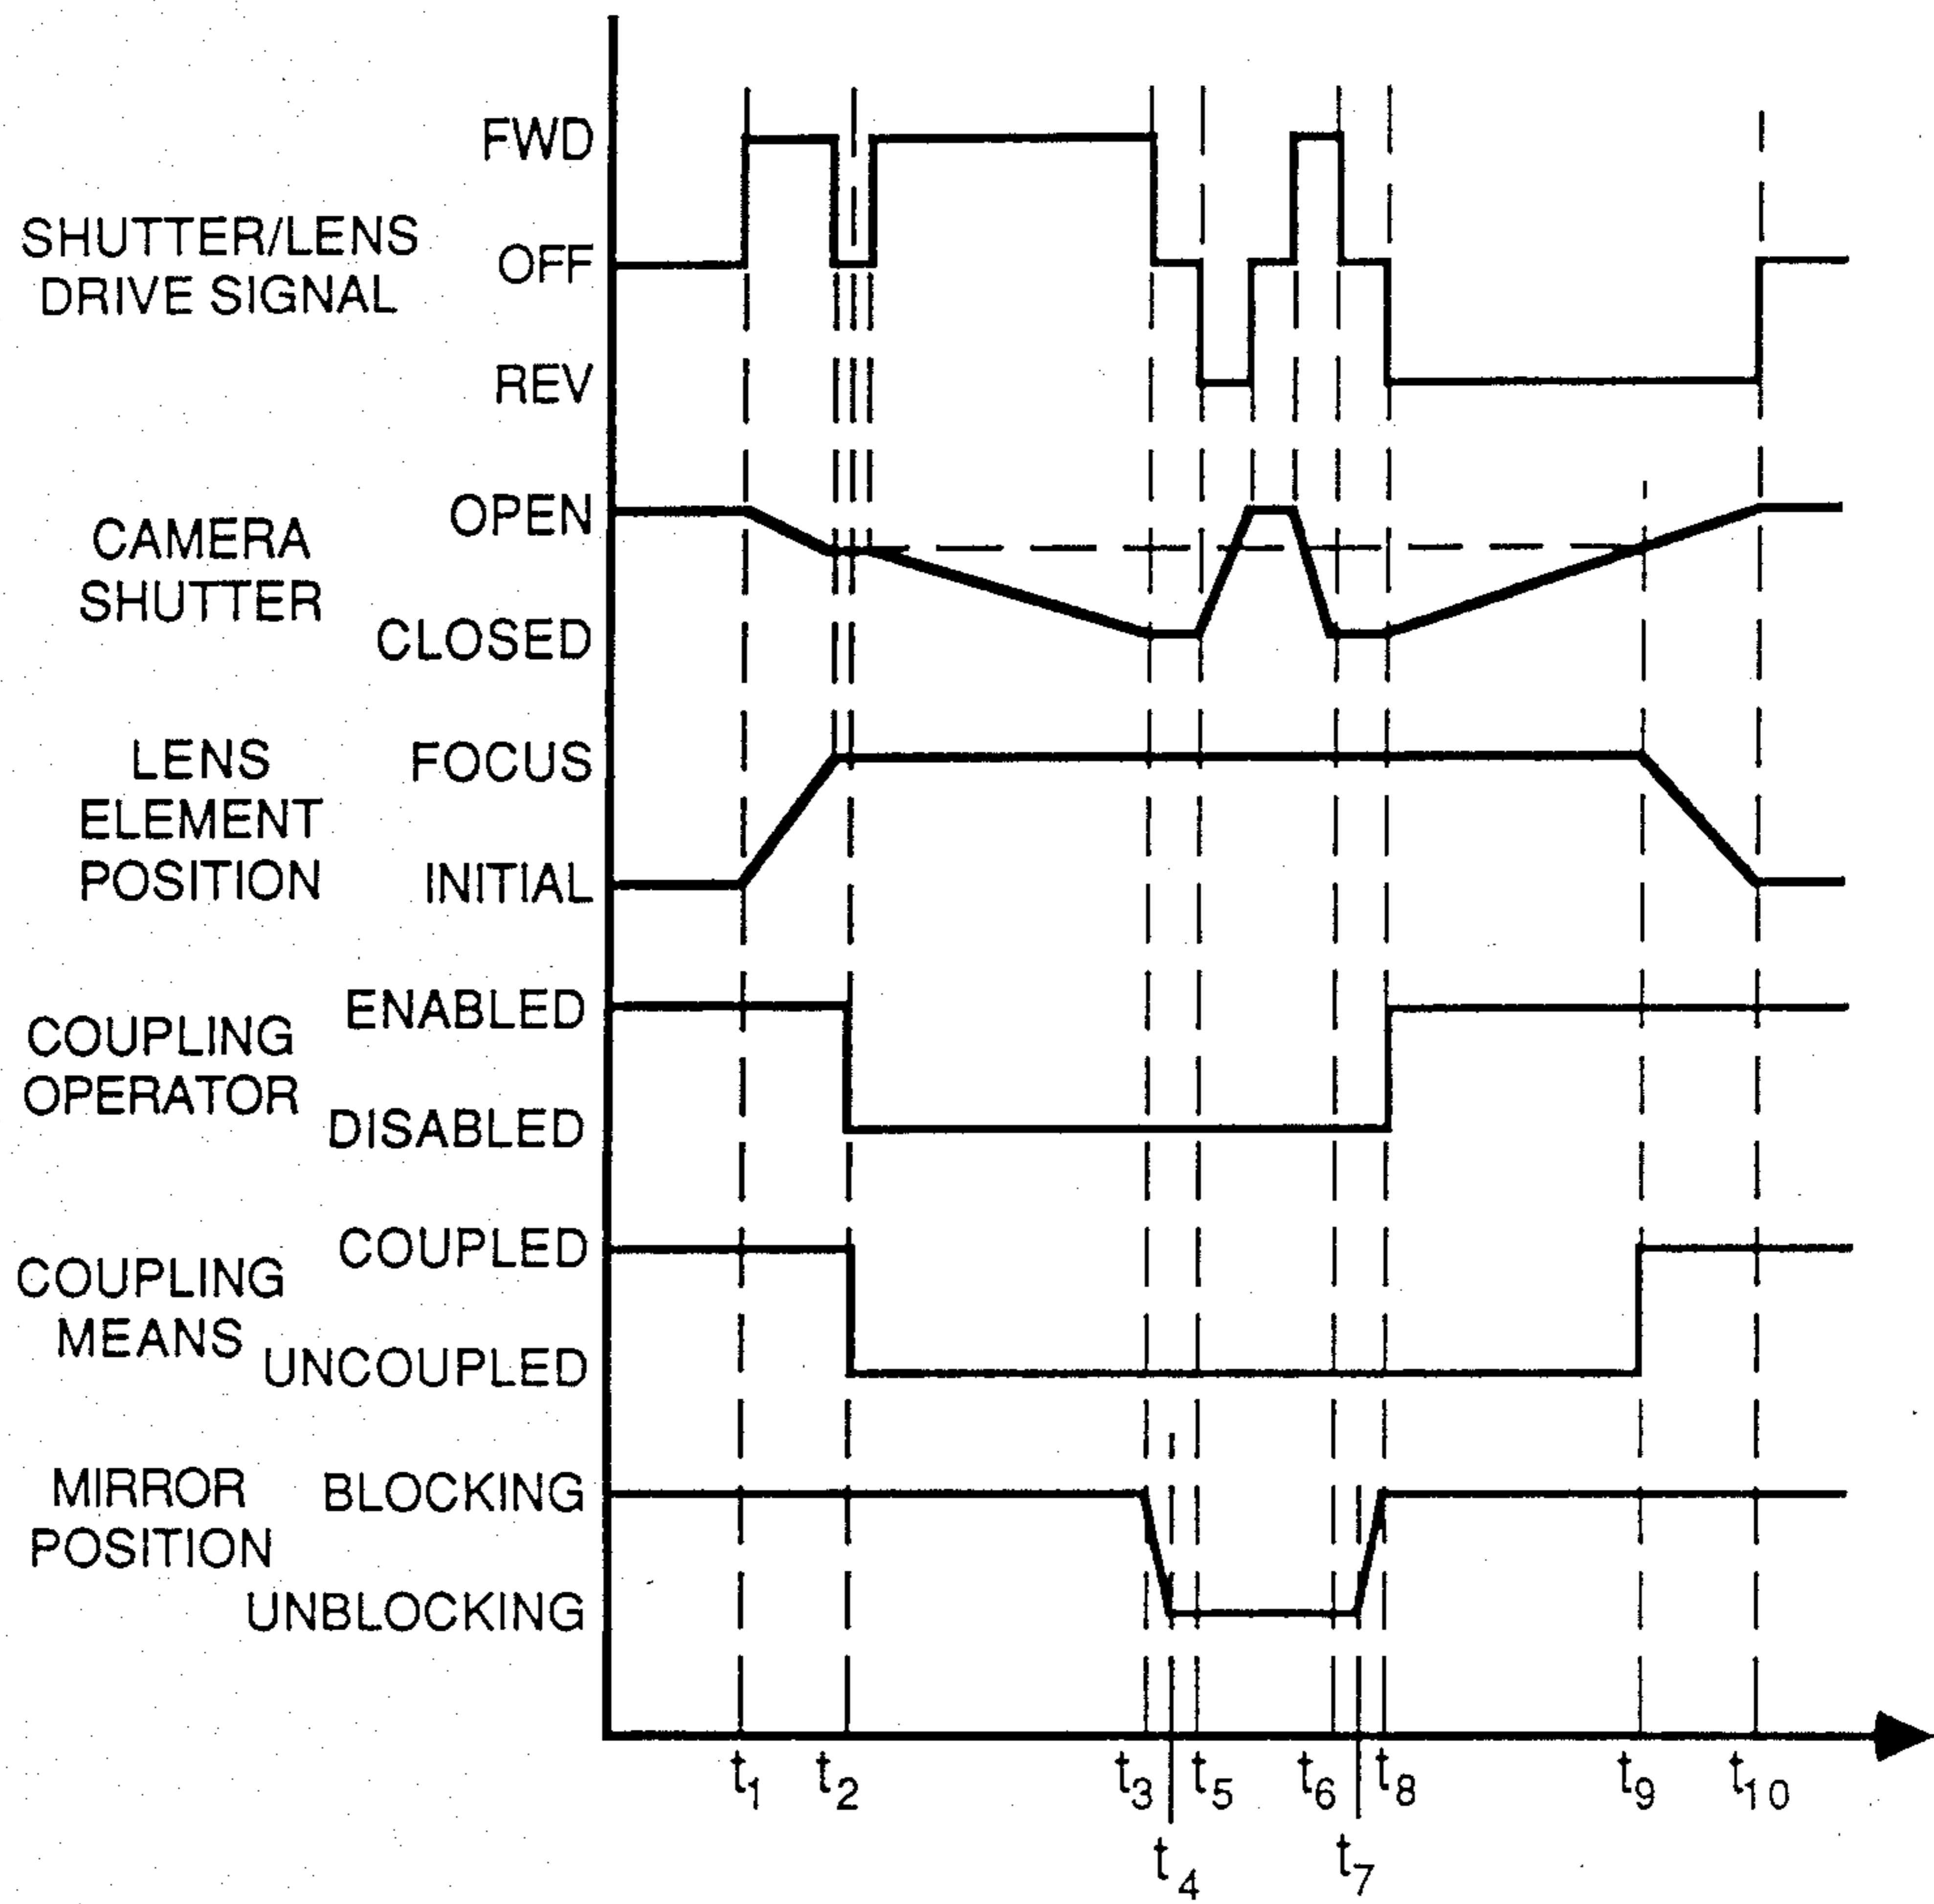 FWD
SHUTTER/LENS
DRIVE SIGNAL
OFF
REV
OPEN
CAMERA
SHUTTER
CLOSED
LENS
ELEMENT
POSITION
FOCUS
INITIAL
ENABLED
COUPLING
OPERATOR
DISABLED
COUPLED
COUPLING
MEANS
UNCOUPLED
MIRROR
POSITION
BLOCKING
UNBLOCKING
t1 t2 t3 t5 t6 t8 t9 t10
t4 t7